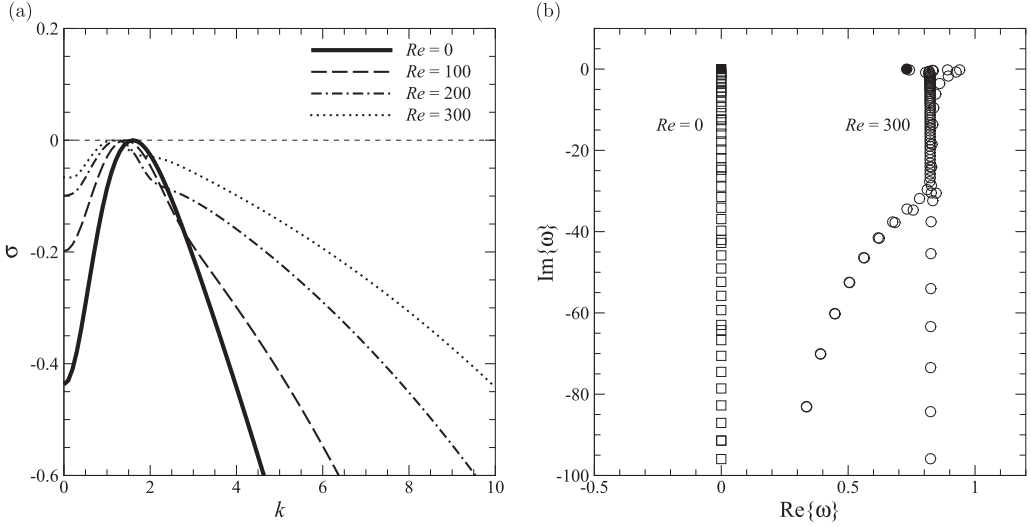 (a)
0.2
0
-0.2
-0.4
-0.6
σ
0 2 4 6 8 10
k
Re = 0
Re = 100
Re = 200
Re = 300
(b)
0
-20
-40
-60
-80
-100
Im{ω}
-0.5 0 0.5 1
Re{ω}
Re = 0
Re = 300